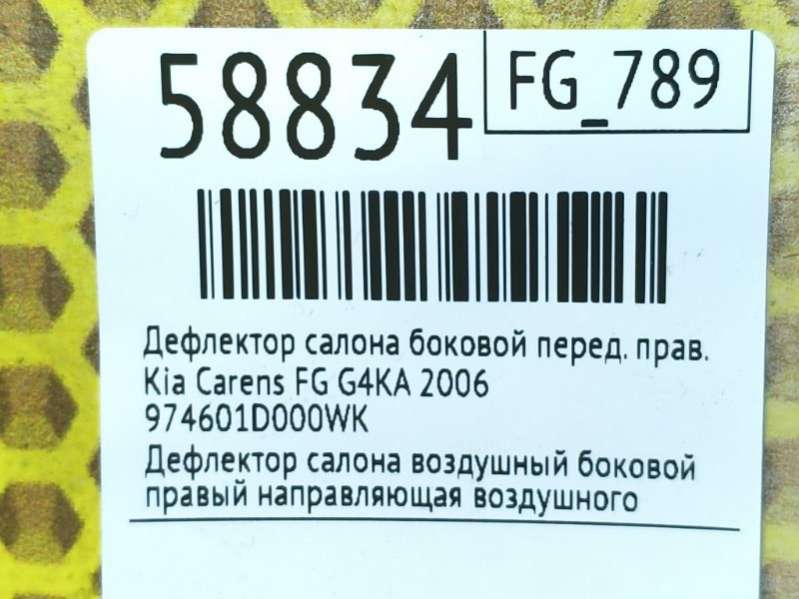 58834
FG_789
Дефлектор салона боковой перед. прав.
Kia Carens FG G4KA 2006
974601D000WK
Дефлектор салона воздушный боковой
правый направляющая воздушного